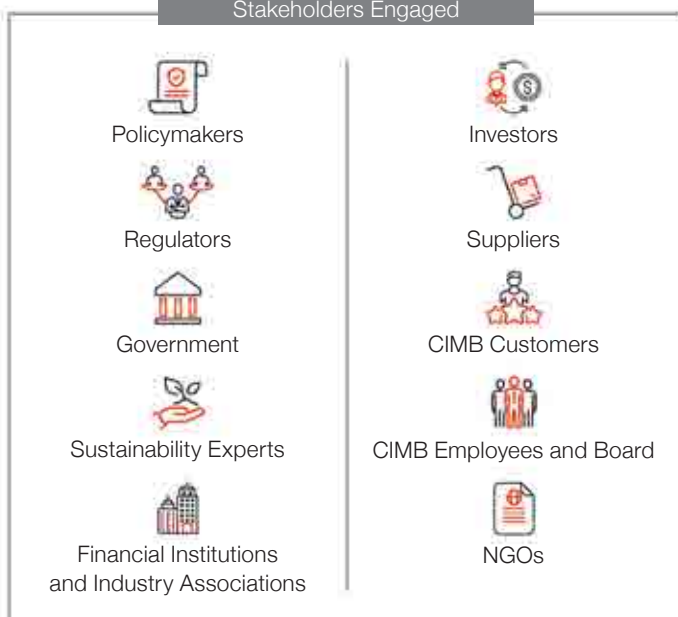 Stakeholders Engaged
Policymakers
Regulators
Government
Sustainability Experts
Financial Institutions
and Industry Associations
Investors
Suppliers
CIMB Customers
CIMB Employees and Board
NGOs